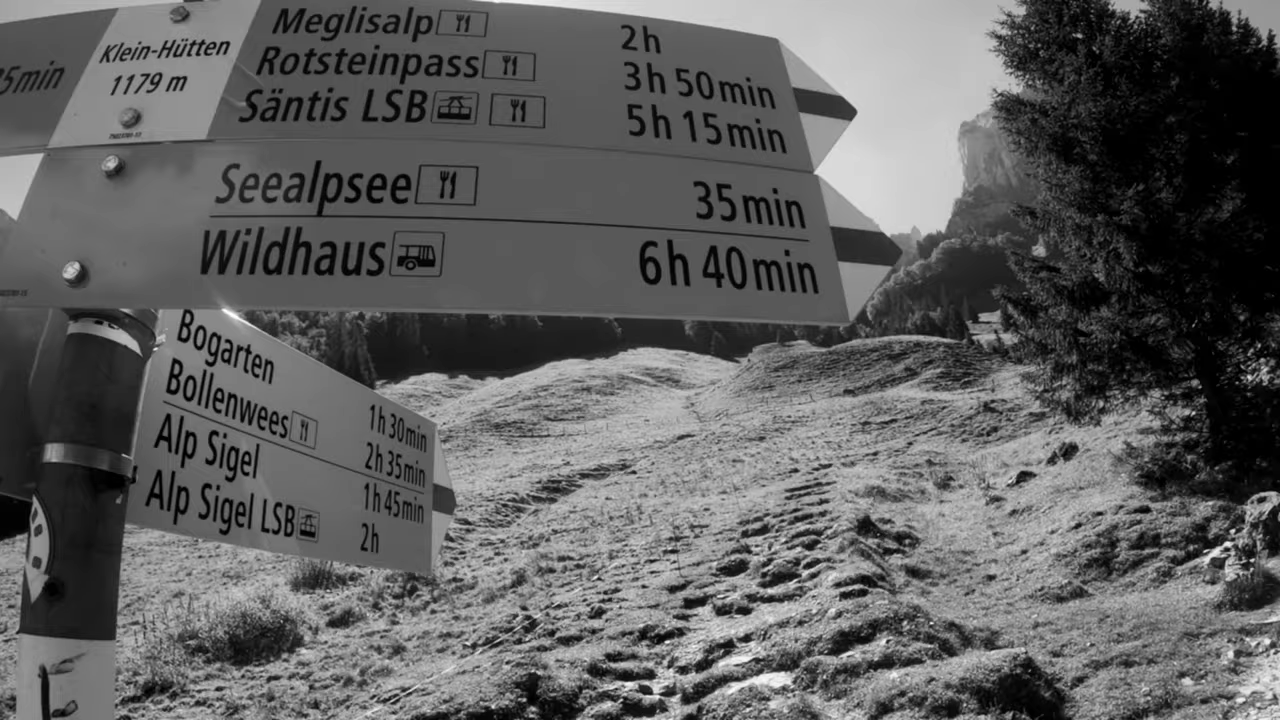 Klein-Hütten
1179 m
5min
Meglisalp 2h
Rotsteinpass 3h 50min
Säntis LSB 5h 15min
Seealpsee 35min
Wildhaus 6h 40min
Bogarten 1h 30min
Bollenwees 2h 35min
Alp Sigel 1h 45min
Alp Sigel LSB 2h